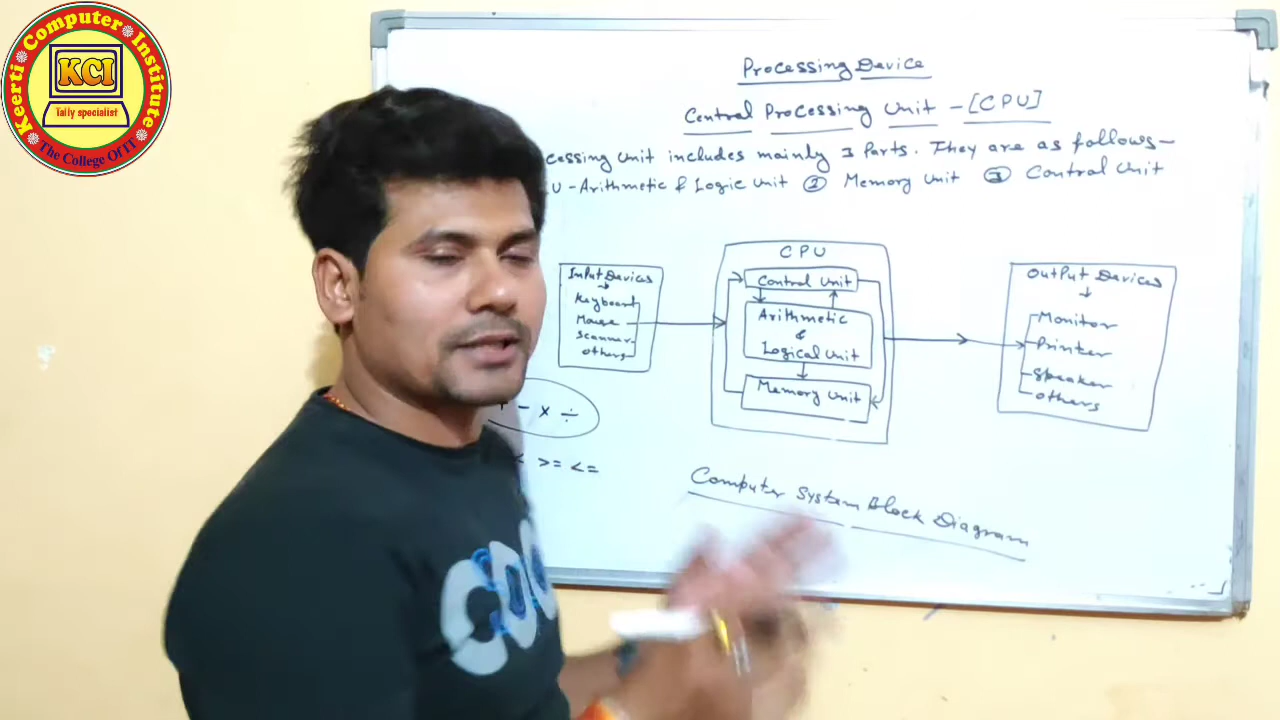 Keerti Computer Institute
KCI
Tally specialist
The College Of IT
Processing Device
Central Processing Unit - [CPU]
cessing Unit includes mainly 3 Parts. They are as follows-
U - Arithmetic & Logic Unit ② Memory Unit ③ Control Unit
CPU
Input Devices
Keyboard
Mouse
Scanner
Others
Control Unit
Arithmetic
&
Logical Unit
Memory Unit
Output Devices
Monitor
Printer
Speaker
Others
+ - × ÷
< >= <=
Computer System Block Diagram